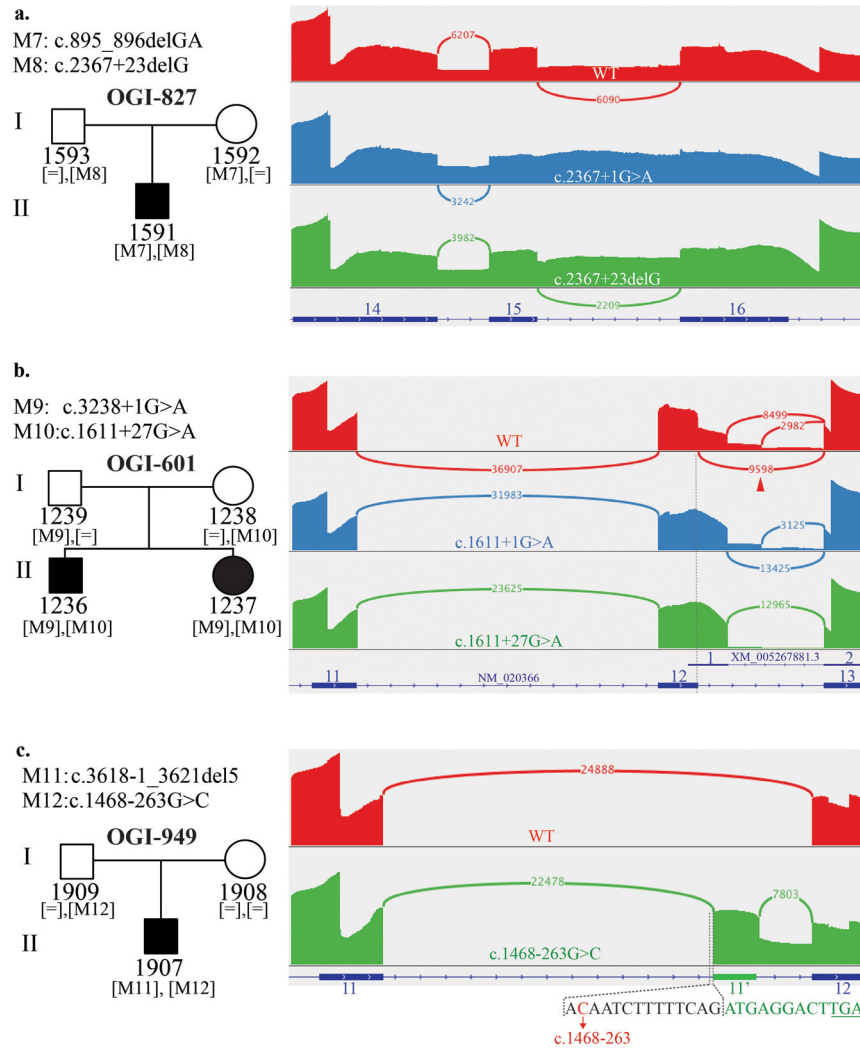 a.
M7: c.895_896delGA
M8: c.2367+23delG
OGI-827
I
1593
[=],[M8]
1592
[M7],[=]
II
1591
[M7],[M8]
6207
WT
6090
c.2367+1G>A
3242
3982
c.2367+23delG
2209
14
15
16
b.
M9: c.3238+1G>A
M10:c.1611+27G>A
OGI-601
I
1239
[M9],[=]
1238
[=],[M10]
II
1236
[M9],[M10]
1237
[M9],[M10]
8499
2982
WT
36907
9598
31983
3125
c.1611+1G>A
13425
23625
12965
c.1611+27G>A
1 XM_005267881.3 2
11 NM_020366 12 13
c.
M11:c.3618-1_3621del5
M12:c.1468-263G>C
OGI-949
I
1909
[=],[M12]
1908
[=],[=]
II
1907
[M11], [M12]
24888
WT
22478
7803
c.1468-263G>C
11 11' 12
ACAATCTTTTTCAG ATGAGGACTTGA
c.1468-263